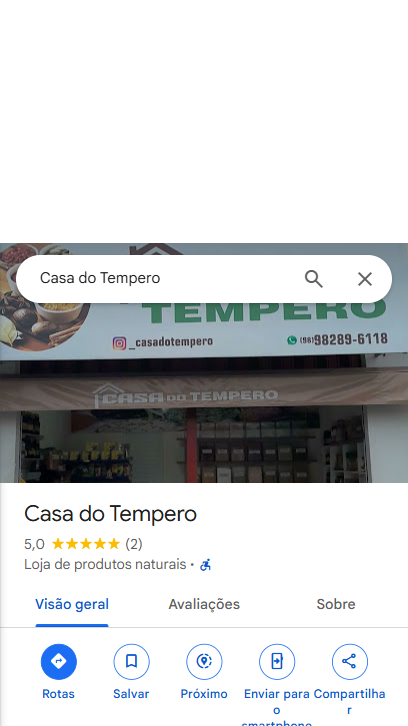 Casa do Tempero
TEMPERO
_casadotempero
(98)98289-6118
CASA DO TEMPERO
Casa do Tempero
5,0 (2)
Loja de produtos naturais ·
Visão geral
Avaliações
Sobre
Rotas
Salvar
Próximo
Enviar para
o
smartphone
Compartilha
r